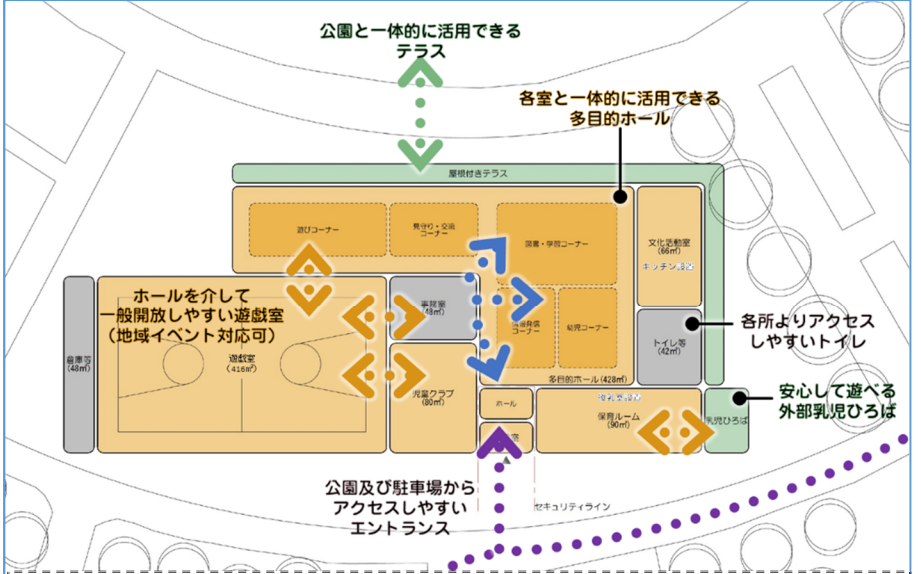 公園と一体的に活用できる
テラス
各室と一体的に活用できる
多目的ホール
屋根付きテラス
遊びコーナー
見守り・交流
コーナー
図書・学習コーナー
文化活動室
(66㎡)
キッチン設置
ホールを介して
一般開放しやすい遊戯室
(地域イベント対応可)
事務室
(48㎡)
コーナー
幼児コーナー
トイレ等
(42㎡)
各所よりアクセス
しやすいトイレ
倉庫等
(48㎡)
遊戯室
(416㎡)
児童クラブ
(80㎡)
多目的ホール(428㎡)
ホール
保育ルーム
(90㎡)
乳児ひろば
安心して遊べる
外部乳児ひろば
公園及び駐車場から
アクセスしやすい
エントランス
セキュリティライン